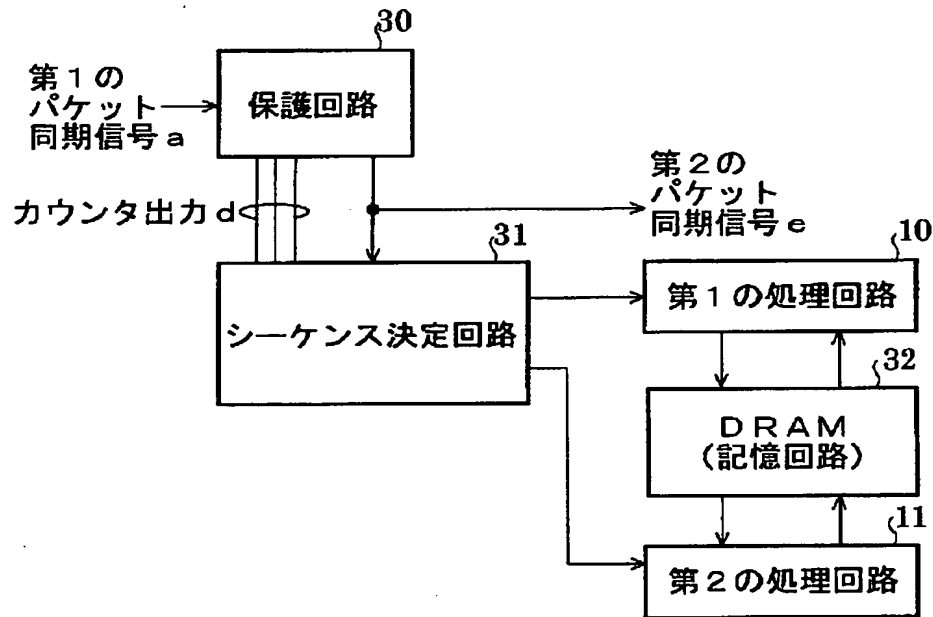 30
第１の
パケット
同期信号a
保護回路
カウンタ出力d
第２の
パケット
同期信号e
31
シーケンス決定回路
10
第１の処理回路
32
DRAM
(記憶回路)
11
第２の処理回路